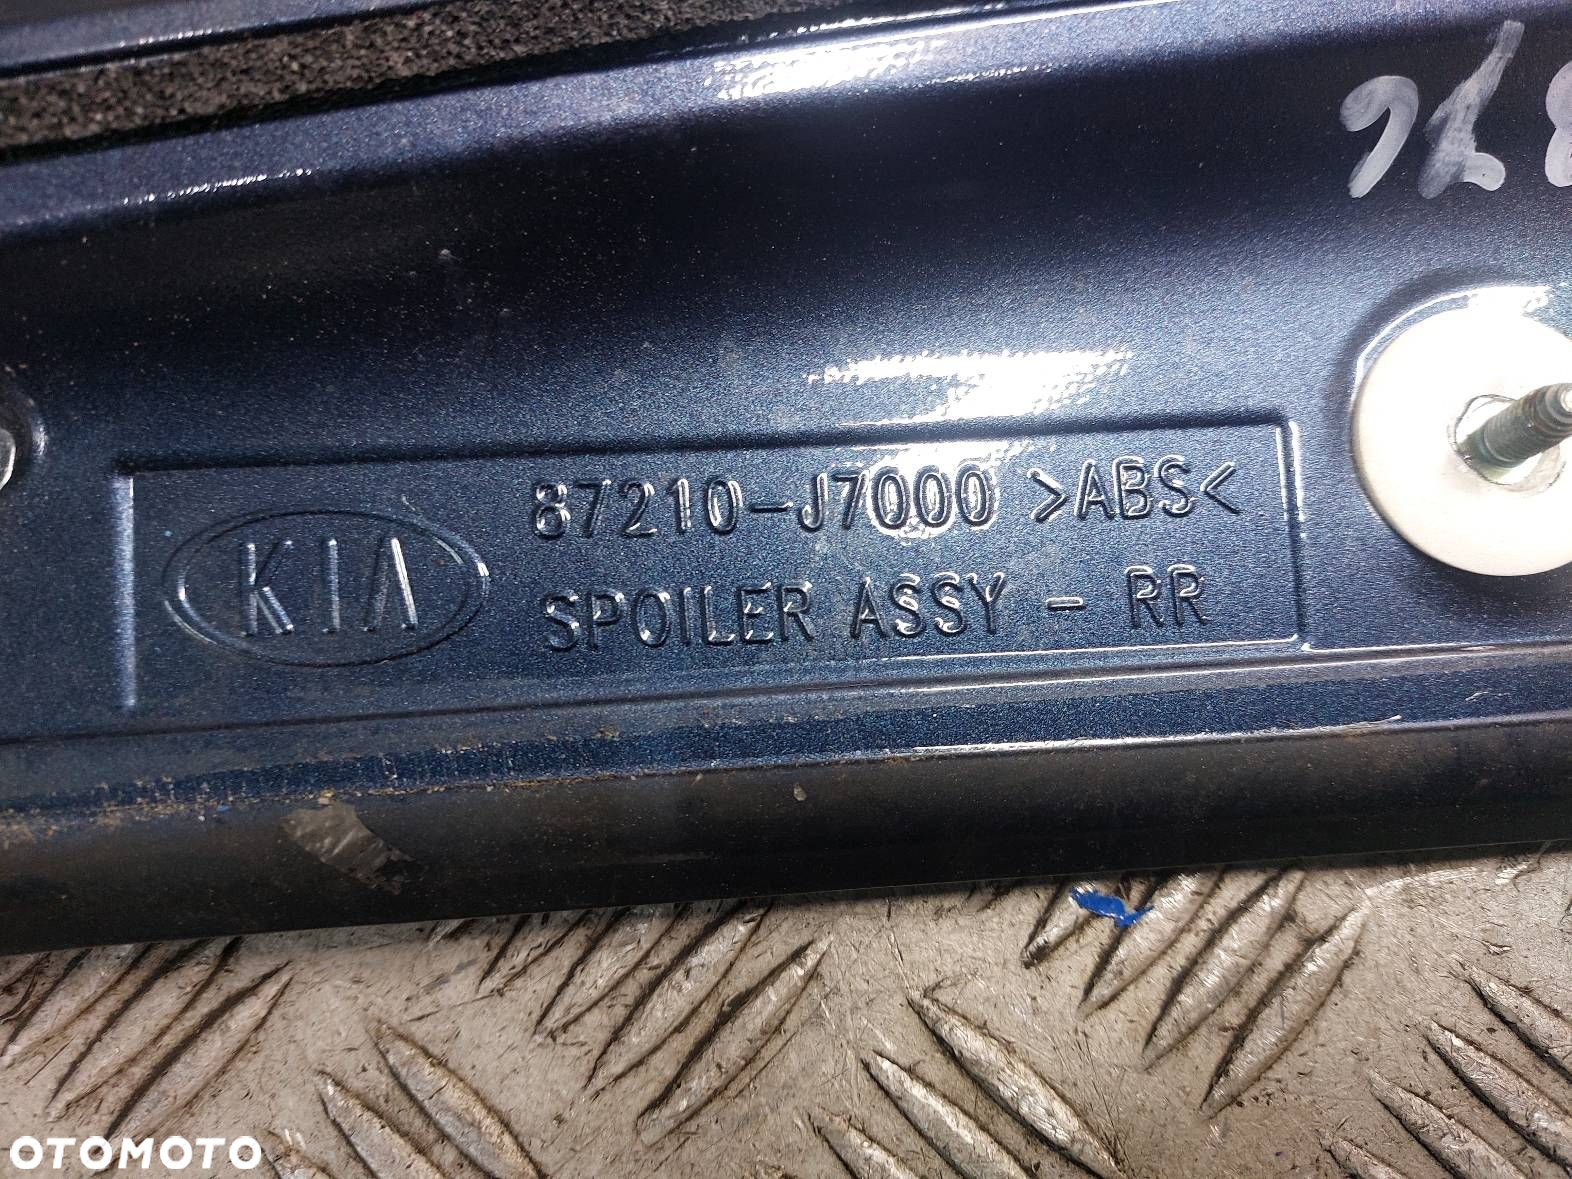 87210-J7000 >ABS<
KIA
SPOILER ASSY - RR
OTOMOTO